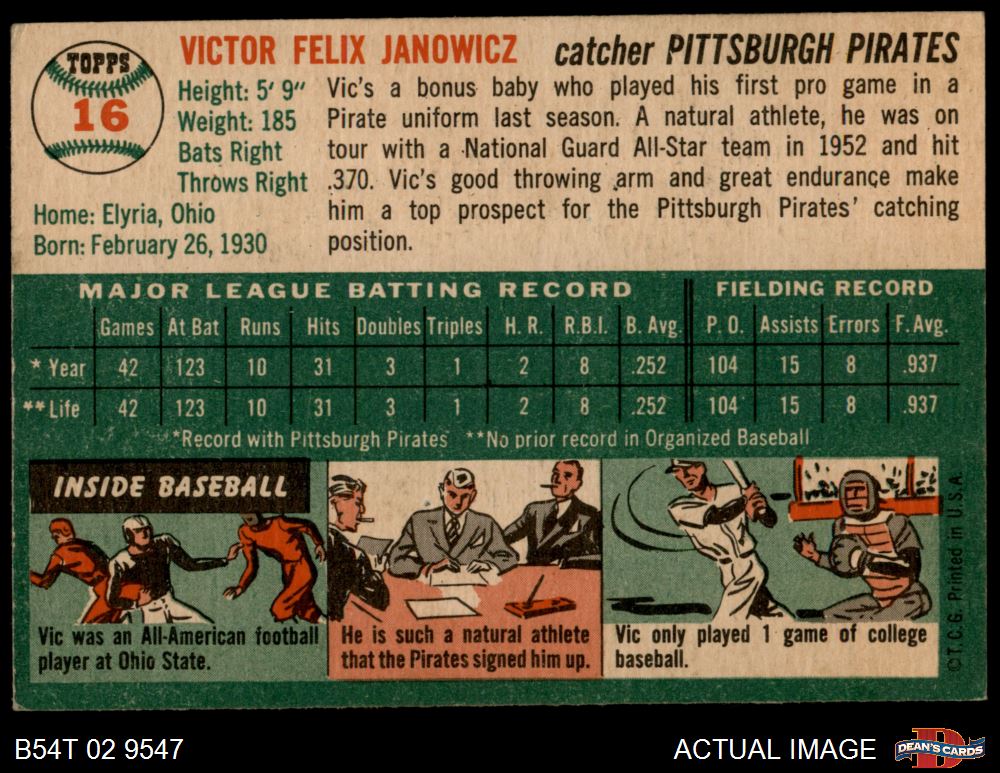 TOPPS
16
VICTOR FELIX JANOWICZ catcher PITTSBURGH PIRATES
Height: 5' 9"
Weight: 185
Bats Right
Throws Right
Home: Elyria, Ohio
Born: February 26, 1930
Vic's a bonus baby who played his first pro game in a
Pirate uniform last season. A natural athlete, he was on
tour with a National Guard All-Star team in 1952 and hit
.370. Vic's good throwing arm and great endurance make
him a top prospect for the Pittsburgh Pirates' catching
position.
MAJOR LEAGUE BATTING RECORD FIELDING RECORD
Games At Bat Runs Hits Doubles Triples H. R. R.B.I. B. Avg. P. O. Assists Errors F. Avg.
* Year 42 123 10 31 3 1 2 8 .252 104 15 8 .937
** Life 42 123 10 31 3 1 2 8 .252 104 15 8 .937
*Record with Pittsburgh Pirates **No prior record in Organized Baseball
INSIDE BASEBALL
Vic was an All-American football
player at Ohio State.
He is such a natural athlete
that the Pirates signed him up.
Vic only played 1 game of college
baseball.
© T. C. G. Printed in U. S. A.
B54T 02 9547
ACTUAL IMAGE
D
DEAN'S CARDS